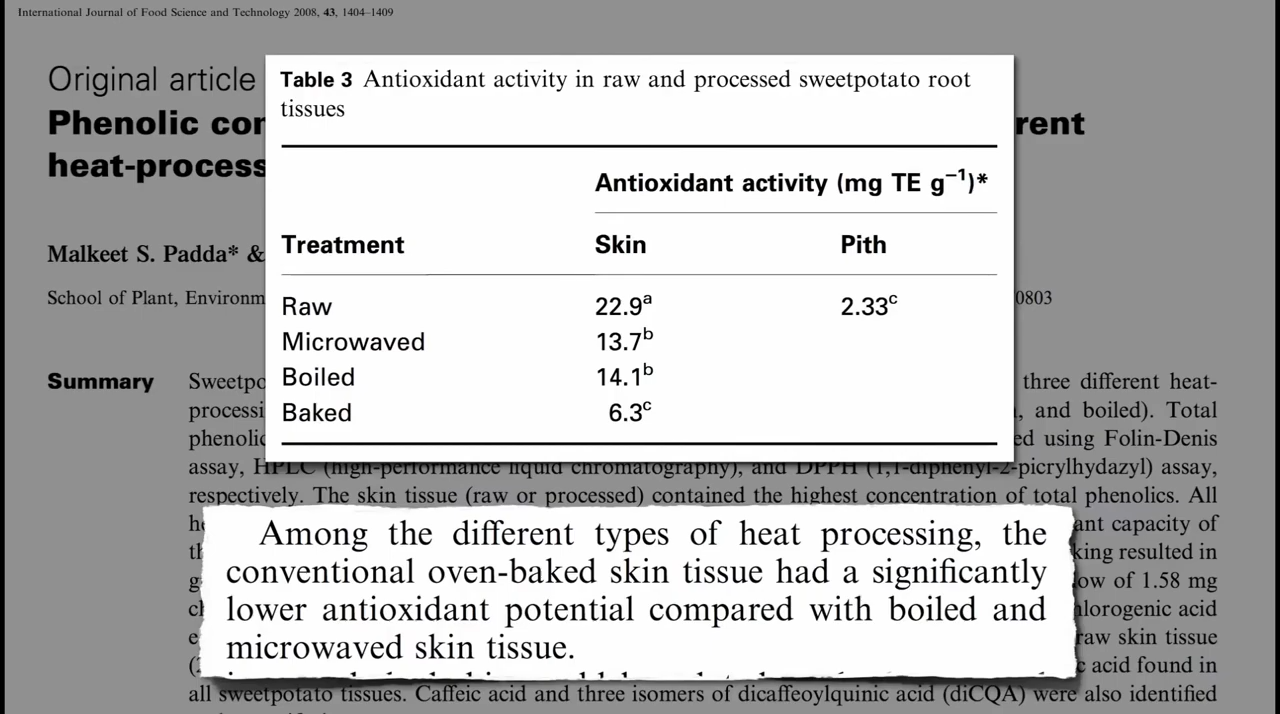 International Journal of Food Science and Technology 2008, 43, 1404–1409
Original article
Phenolic rent
heat-process
Malkeet S. Padda* &
School of Plant, 0803
Table 3 Antioxidant activity in raw and processed sweetpotato root
tissues
Antioxidant activity (mg TE g⁻¹)*
Treatment Skin Pith
Raw 22.9ᵃ 2.33ᶜ
Microwaved 13.7ᵇ
Boiled 14.1ᵇ
Baked 6.3ᶜ
Summary Sweetpo three different heat-
processi , and boiled). Total
phenolic ed using Folin-Denis
assay, HPLC (high-performance liquid chromatography), and DPPH (1,1-diphenyl-2-picrylhydazyl) assay,
respectively. The skin tissue (raw or processed) contained the highest concentration of total phenolics. All
ant capacity of
king resulted in
low of 1.58 mg
hlorogenic acid
raw skin tissue
c acid found in
Among the different types of heat processing, the
conventional oven-baked skin tissue had a significantly
lower antioxidant potential compared with boiled and
microwaved skin tissue.
all sweetpotato tissues. Caffeic acid and three isomers of dicaffeoylquinic acid (diCQA) were also identified